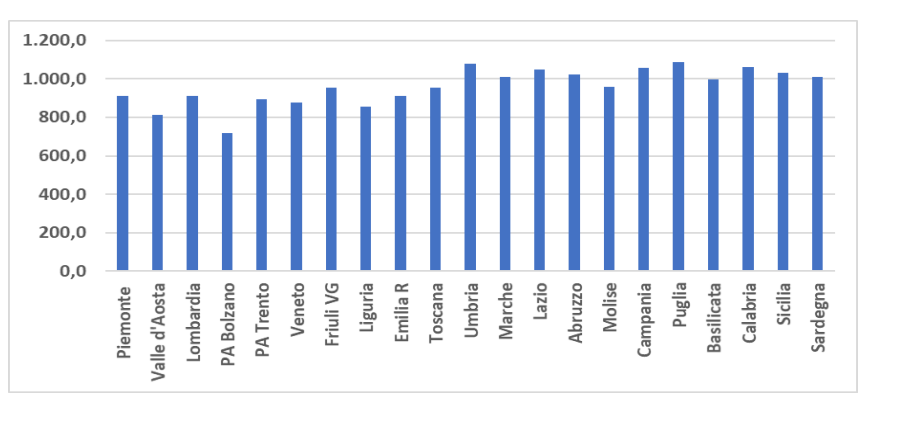 1.200,0
1.000,0
800,0
600,0
400,0
200,0
0,0
Piemonte
Valle d'Aosta
Lombardia
PA Bolzano
PA Trento
Veneto
Friuli VG
Liguria
Emilia R
Toscana
Umbria
Marche
Lazio
Abruzzo
Molise
Campania
Puglia
Basilicata
Calabria
Sicilia
Sardegna